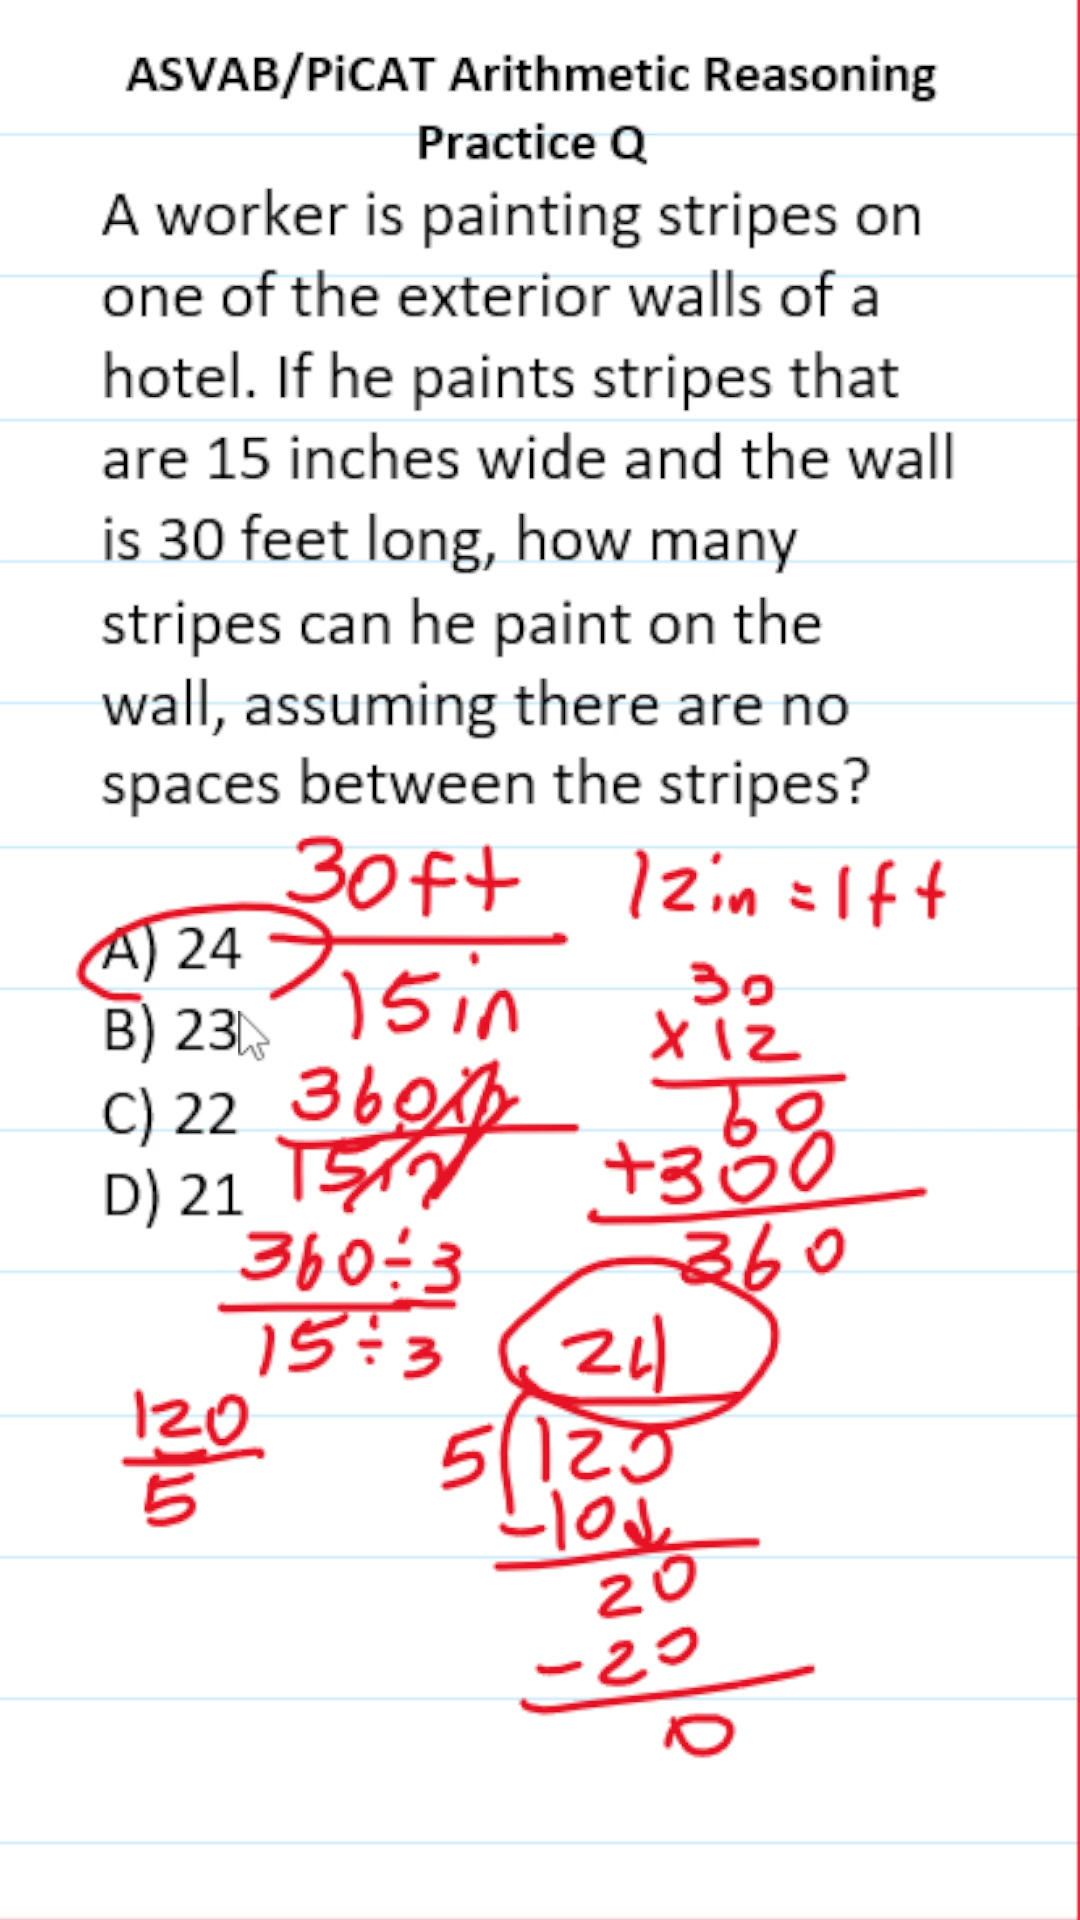 ASVAB/PiCAT Arithmetic Reasoning
Practice Q
A worker is painting stripes on
one of the exterior walls of a
hotel. If he paints stripes that
are 15 inches wide and the wall
is 30 feet long, how many
stripes can he paint on the
wall, assuming there are no
spaces between the stripes?
30ft
15in
12in = 1ft
A) 24
B) 23
C) 22
D) 21
30
x 12
60
+300
360
360in
15in
360÷3
15÷3
120
5
24
5)120
-10
20
-20
0